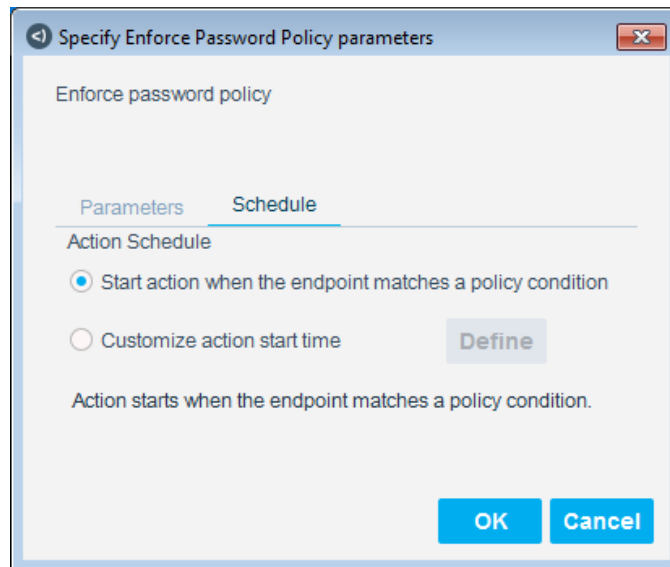 Specify Enforce Password Policy parameters
Enforce password policy
Parameters Schedule
Action Schedule
Start action when the endpoint matches a policy condition
Customize action start time Define
Action starts when the endpoint matches a policy condition.
OK Cancel